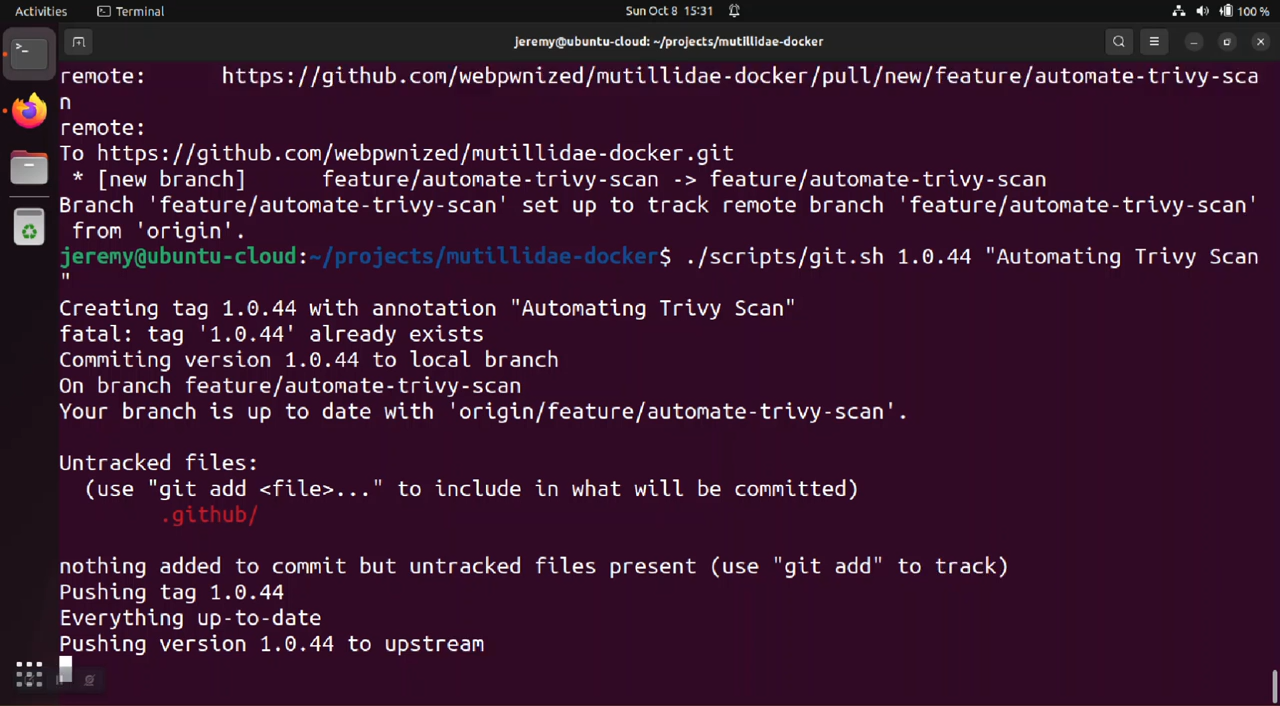 Activities
Terminal
Sun Oct 8 15:31
100 %
jeremy@ubuntu-cloud: ~/projects/mutillidae-docker
remote:      https://github.com/webpwnized/mutillidae-docker/pull/new/feature/automate-trivy-sca
n
remote:
To https://github.com/webpwnized/mutillidae-docker.git
 * [new branch]      feature/automate-trivy-scan -> feature/automate-trivy-scan
Branch 'feature/automate-trivy-scan' set up to track remote branch 'feature/automate-trivy-scan'
 from 'origin'.
jeremy@ubuntu-cloud:~/projects/mutillidae-docker$ ./scripts/git.sh 1.0.44 "Automating Trivy Scan
"
Creating tag 1.0.44 with annotation "Automating Trivy Scan"
fatal: tag '1.0.44' already exists
Commiting version 1.0.44 to local branch
On branch feature/automate-trivy-scan
Your branch is up to date with 'origin/feature/automate-trivy-scan'.
Untracked files:
  (use "git add <file>..." to include in what will be committed)
        .github/
nothing added to commit but untracked files present (use "git add" to track)
Pushing tag 1.0.44
Everything up-to-date
Pushing version 1.0.44 to upstream